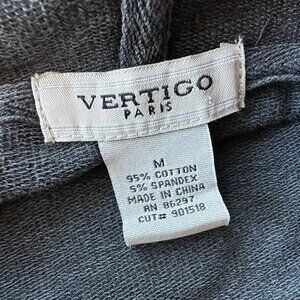 VERTIGO
PARIS
M
95% COTTON
5% SPANDEX
MADE IN CHINA
RN 86297
CUT# 901518